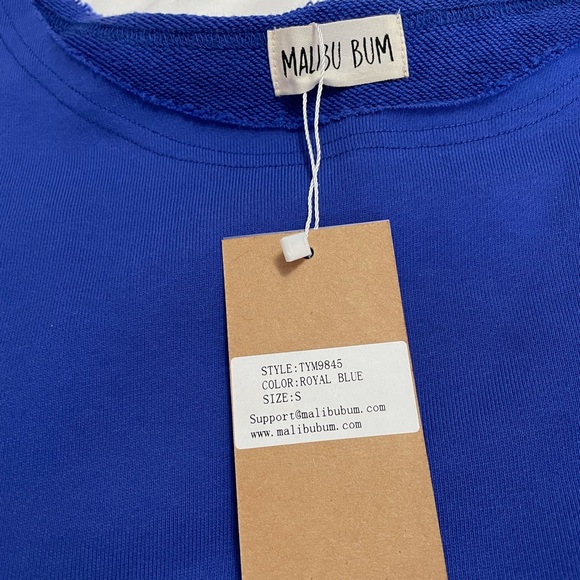 MALIBU BUM
STYLE:TYM9845
COLOR:ROYAL BLUE
SIZE:S
Support@malibubum.com
www.malibubum.com